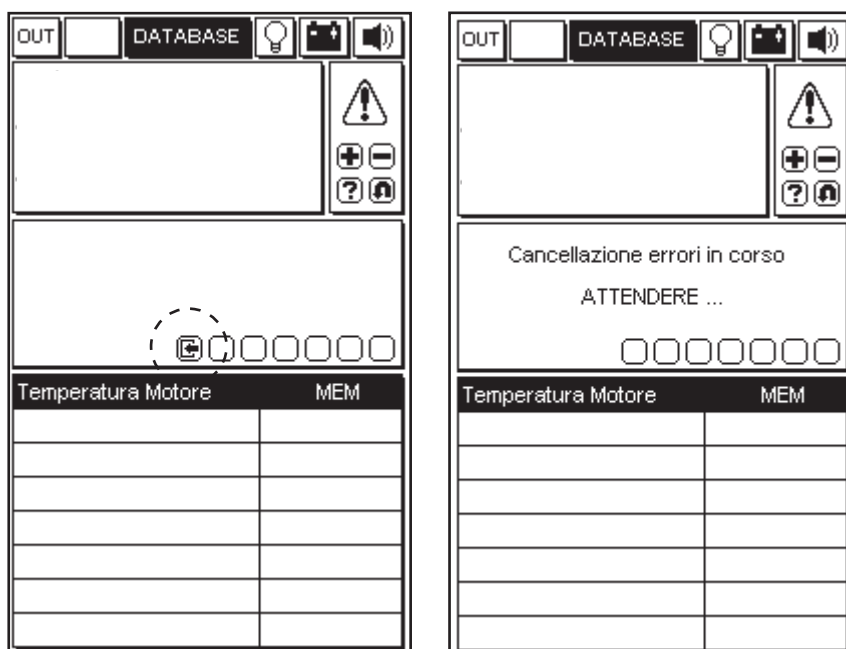 OUT DATABASE
?
Temperatura Motore MEM
OUT DATABASE
?
Cancellazione errori in corso
ATTENDERE ...
Temperatura Motore MEM